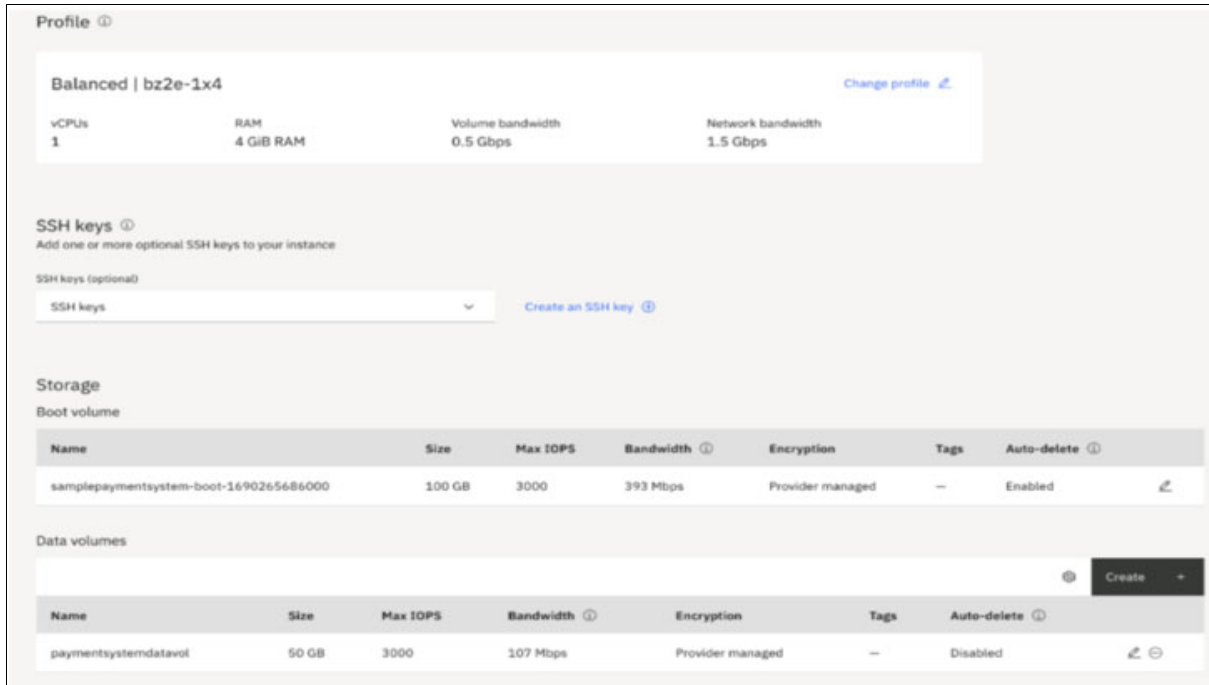 Profile
Balanced | bz2e-1x4
Change profile
vCPUs RAM Volume bandwidth Network bandwidth
1 4 GiB RAM 0.5 Gbps 1.5 Gbps
SSH keys
Add one or more optional SSH keys to your instance
SSH keys (optional)
SSH keys
Create an SSH key
Storage
Boot volume
Name Size Max IOPS Bandwidth Encryption Tags Auto-delete
samplepaymentsystem-boot-1690265686000 100 GB 3000 393 Mbps Provider managed — Enabled
Data volumes
Create +
Name Size Max IOPS Bandwidth Encryption Tags Auto-delete
paymentsystemdatavol 50 GB 3000 107 Mbps Provider managed — Disabled